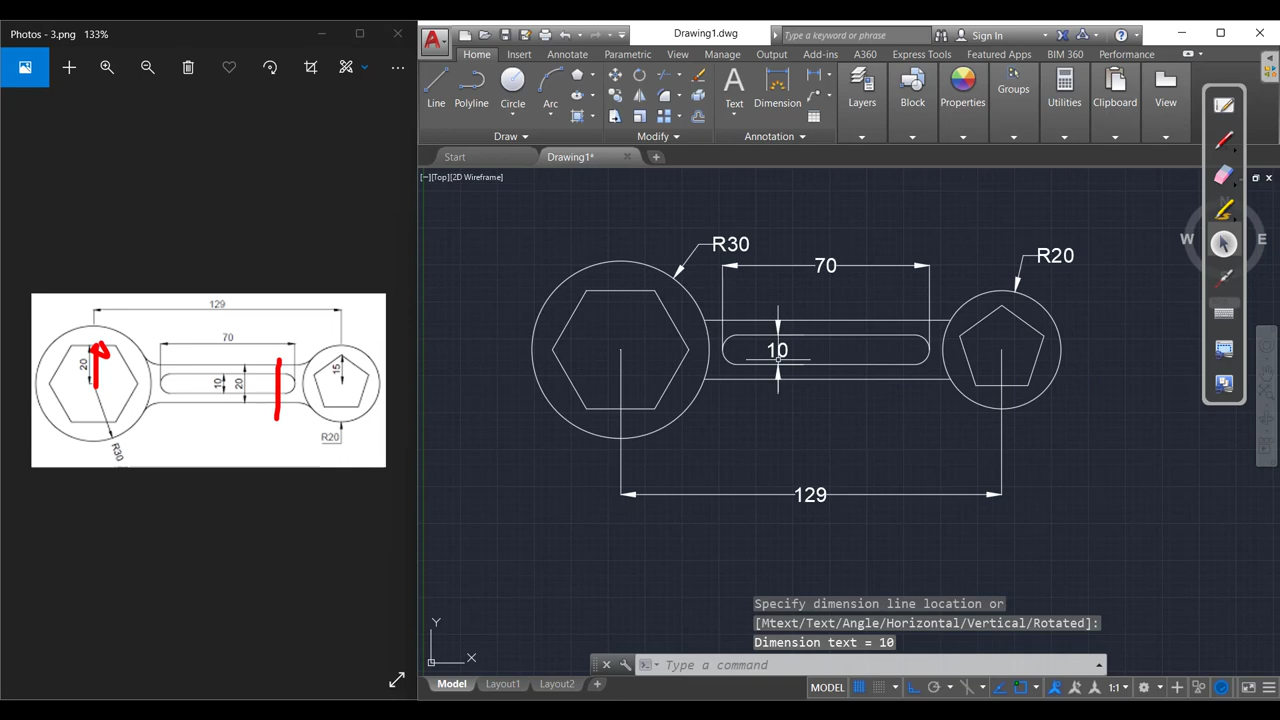 Photos - 3.png 133%
Drawing1.dwg
Type a keyword or phrase
Sign In
Home
Insert
Annotate
Parametric
View
Manage
Output
Add-ins
A360
Express Tools
Featured Apps
BIM 360
Performance
Line
Polyline
Circle
Arc
Text
Dimension
Layers
Block
Properties
Groups
Utilities
Clipboard
View
Draw
Modify
Annotation
Start
Drawing1*
[−][Top][2D Wireframe]
W
E
R30
70
R20
10
129
129
70
20
10
20
15
R20
R30
Specify dimension line location or
[Mtext/Text/Angle/Horizontal/Vertical/Rotated]:
Dimension text = 10
Y
X
Type a command
Model
Layout1
Layout2
MODEL
1:1